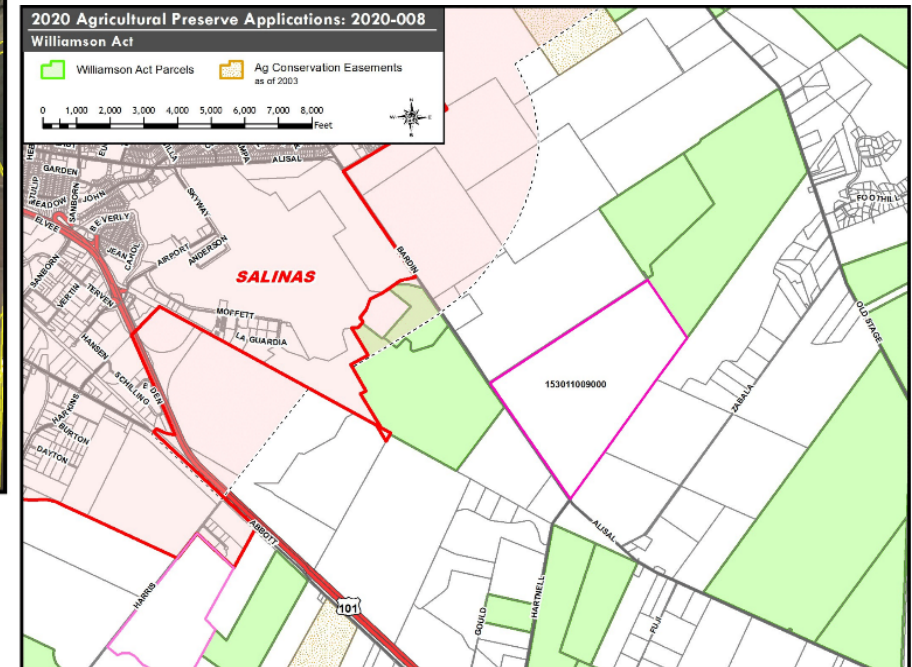 2020 Agricultural Preserve Applications: 2020-008
Williamson Act
Williamson Act Parcels
Ag Conservation Easements
as of 2003
0 1,000 2,000 3,000 4,000 5,000 6,000 7,000 8,000
Feet
ALISAL
GARDEN
TULIP
MEADOW
JOHN
SANBORN
SKYWAY
ELVEE
BEVERLY
JEAN
CAROL
AIRPORT
ANDERSON
BARDIN
FOOTHILL
SANBORN
VERTIN
TERVEN
SALINAS
MOFFETT
LA GUARDIA
OLD STAGE
HANSEN
SCHILLING
EDEN
153011009000
ZABALA
HARKINS
BURTON
DAYTON
ABBOTT
ALISAL
HARRIS
101
GOULD
HARTNELL
FUJI